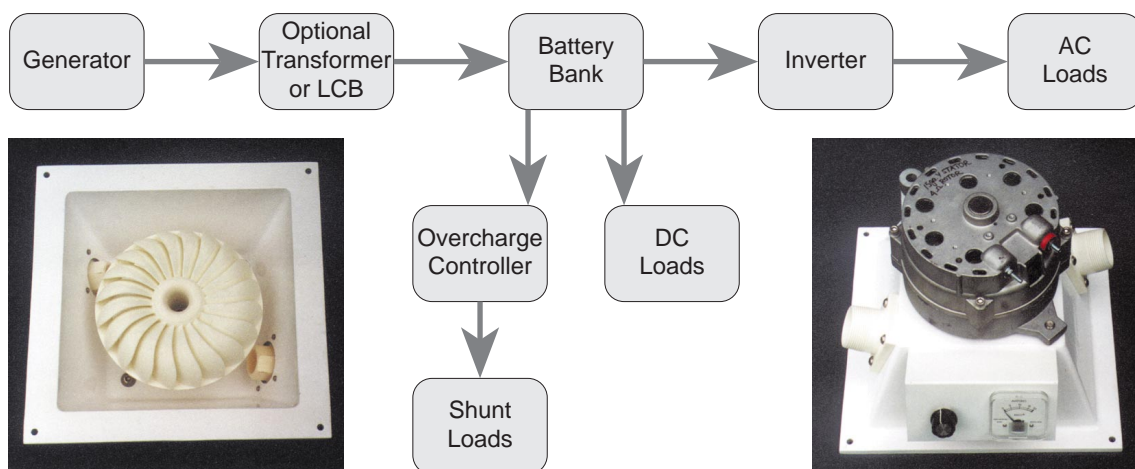 Generator
Optional
Transformer
or LCB
Battery
Bank
Inverter
AC
Loads
Overcharge
Controller
DC
Loads
Shunt
Loads